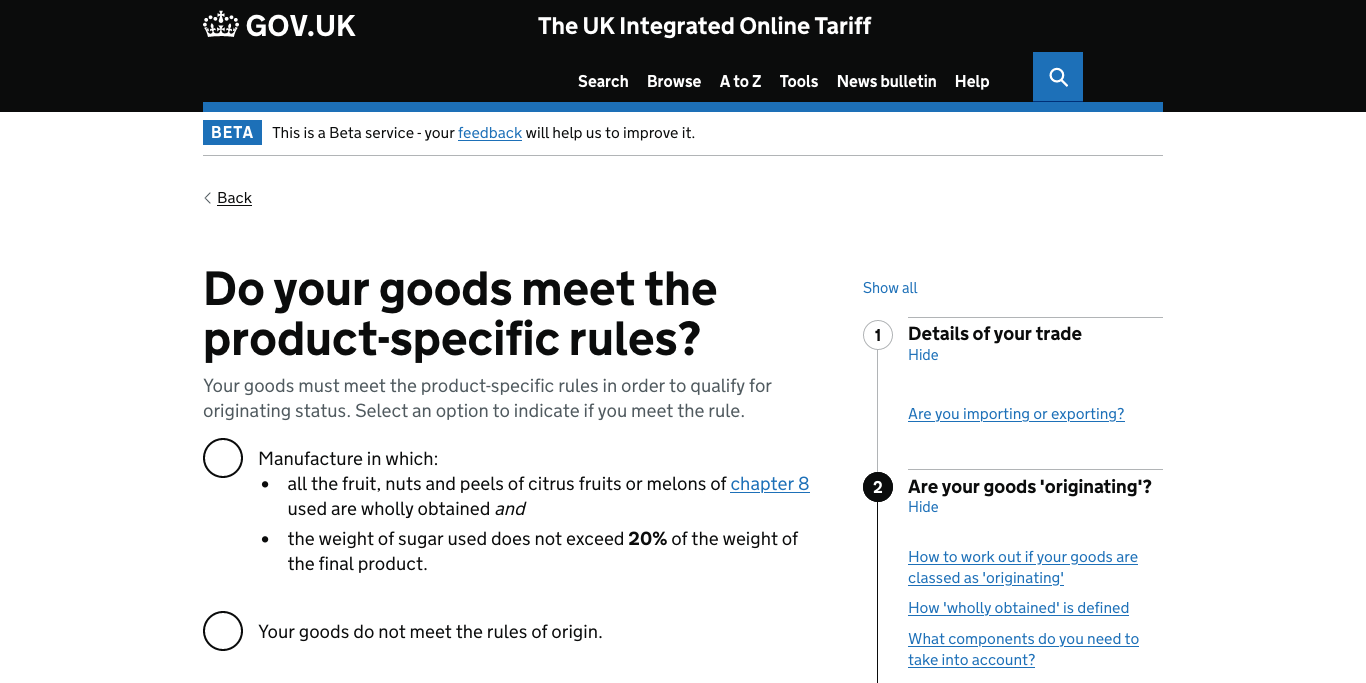 GOV.UK
The UK Integrated Online Tariff
Search Browse A to Z Tools News bulletin Help
BETA This is a Beta service - your feedback will help us to improve it.
Back
Do your goods meet the
product-specific rules?
Your goods must meet the product-specific rules in order to qualify for
originating status. Select an option to indicate if you meet the rule.
Manufacture in which:
• all the fruit, nuts and peels of citrus fruits or melons of chapter 8
used are wholly obtained and
• the weight of sugar used does not exceed 20% of the weight of
the final product.
Your goods do not meet the rules of origin.
Show all
1 Details of your trade
Hide
Are you importing or exporting?
2 Are your goods 'originating'?
Hide
How to work out if your goods are
classed as 'originating'
How 'wholly obtained' is defined
What components do you need to
take into account?